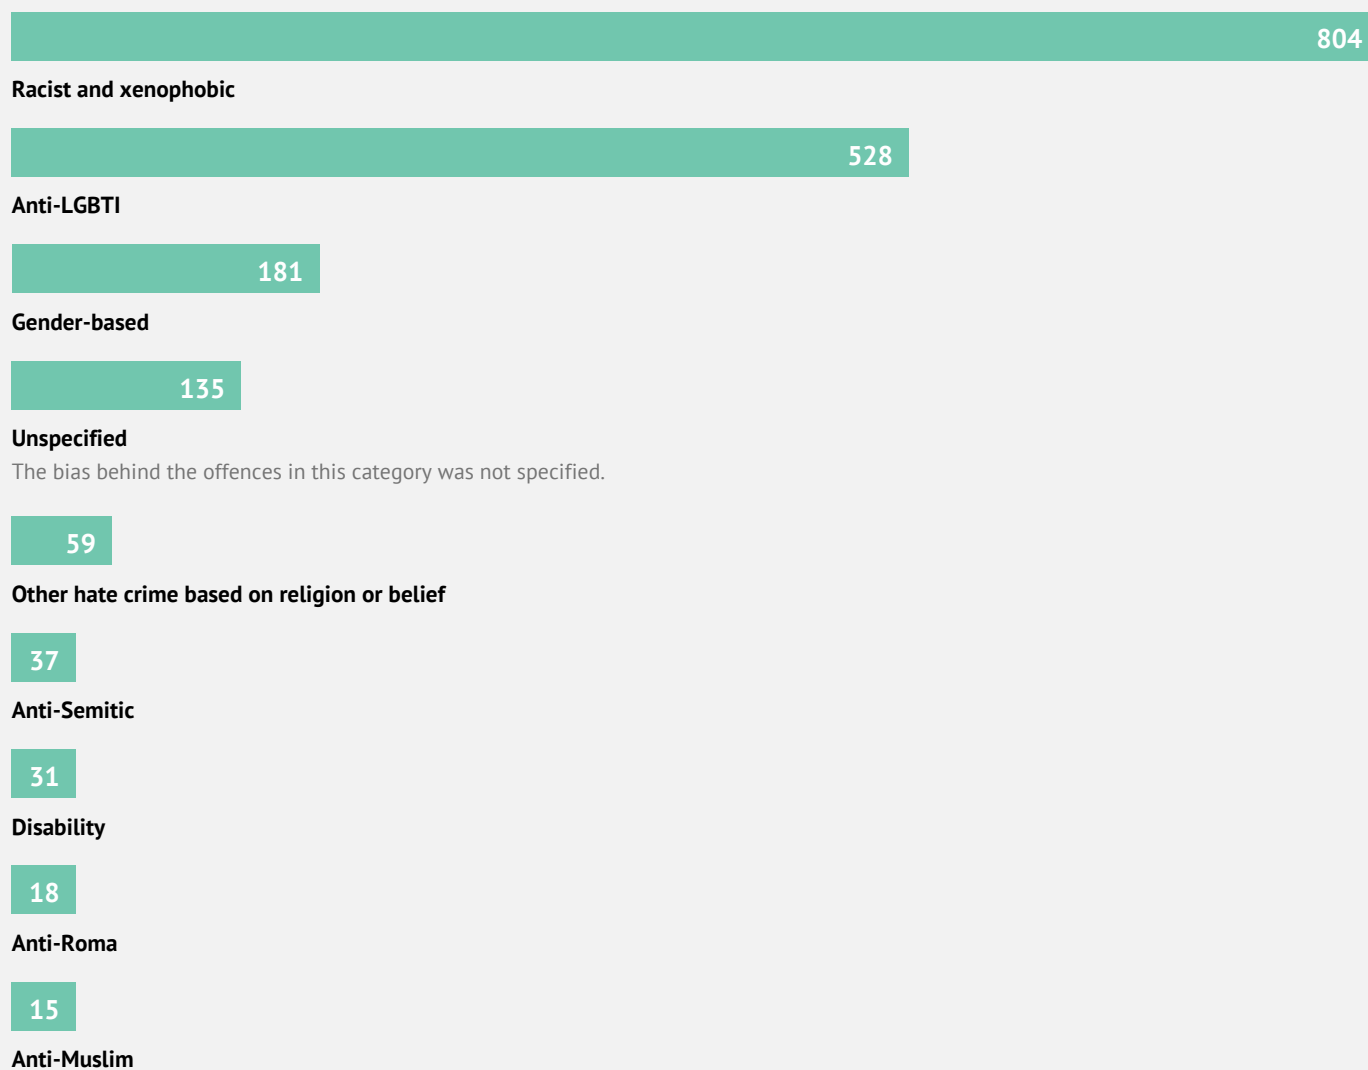 804
Racist and xenophobic
528
Anti-LGBTI
181
Gender-based
135
Unspecified
The bias behind the offences in this category was not specified.
59
Other hate crime based on religion or belief
37
Anti-Semitic
31
Disability
18
Anti-Roma
15
Anti-Muslim